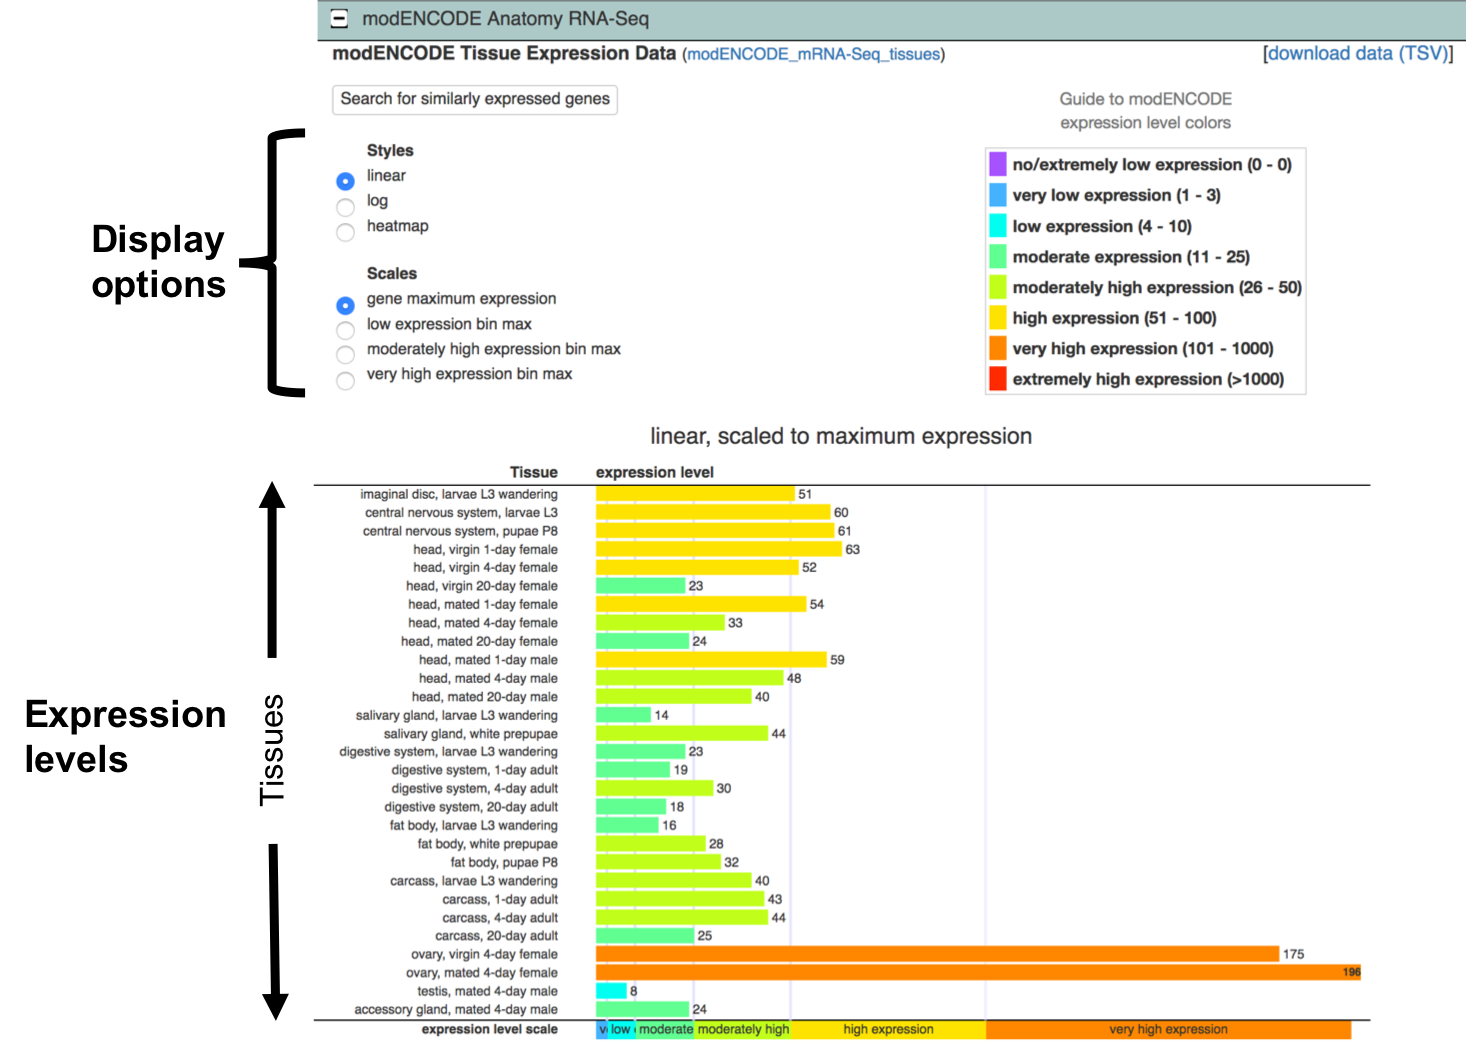 modENCODE Anatomy RNA-Seq
modENCODE Tissue Expression Data (modENCODE_mRNA-Seq_tissues)
[download data (TSV)]
Search for similarly expressed genes
Guide to modENCODE
expression level colors
Display
options
Styles
linear
log
heatmap
Scales
gene maximum expression
low expression bin max
moderately high expression bin max
very high expression bin max
no/extremely low expression (0 - 0)
very low expression (1 - 3)
low expression (4 - 10)
moderate expression (11 - 25)
moderately high expression (26 - 50)
high expression (51 - 100)
very high expression (101 - 1000)
extremely high expression (>1000)
linear, scaled to maximum expression
Expression
levels
Tissues
Tissue expression level
imaginal disc, larvae L3 wandering 51
central nervous system, larvae L3 60
central nervous system, pupae P8 61
head, virgin 1-day female 63
head, virgin 4-day female 52
head, virgin 20-day female 23
head, mated 1-day female 54
head, mated 4-day female 33
head, mated 20-day female 24
head, mated 1-day male 59
head, mated 4-day male 48
head, mated 20-day male 40
salivary gland, larvae L3 wandering 14
salivary gland, white prepupae 44
digestive system, larvae L3 wandering 23
digestive system, 1-day adult 19
digestive system, 4-day adult 30
digestive system, 20-day adult 18
fat body, larvae L3 wandering 16
fat body, white prepupae 28
fat body, pupae P8 32
carcass, larvae L3 wandering 40
carcass, 1-day adult 43
carcass, 4-day adult 44
carcass, 20-day adult 25
ovary, virgin 4-day female 175
ovary, mated 4-day female 196
testis, mated 4-day male 8
accessory gland, mated 4-day male 24
expression level scale low moderate moderately high high expression very high expression